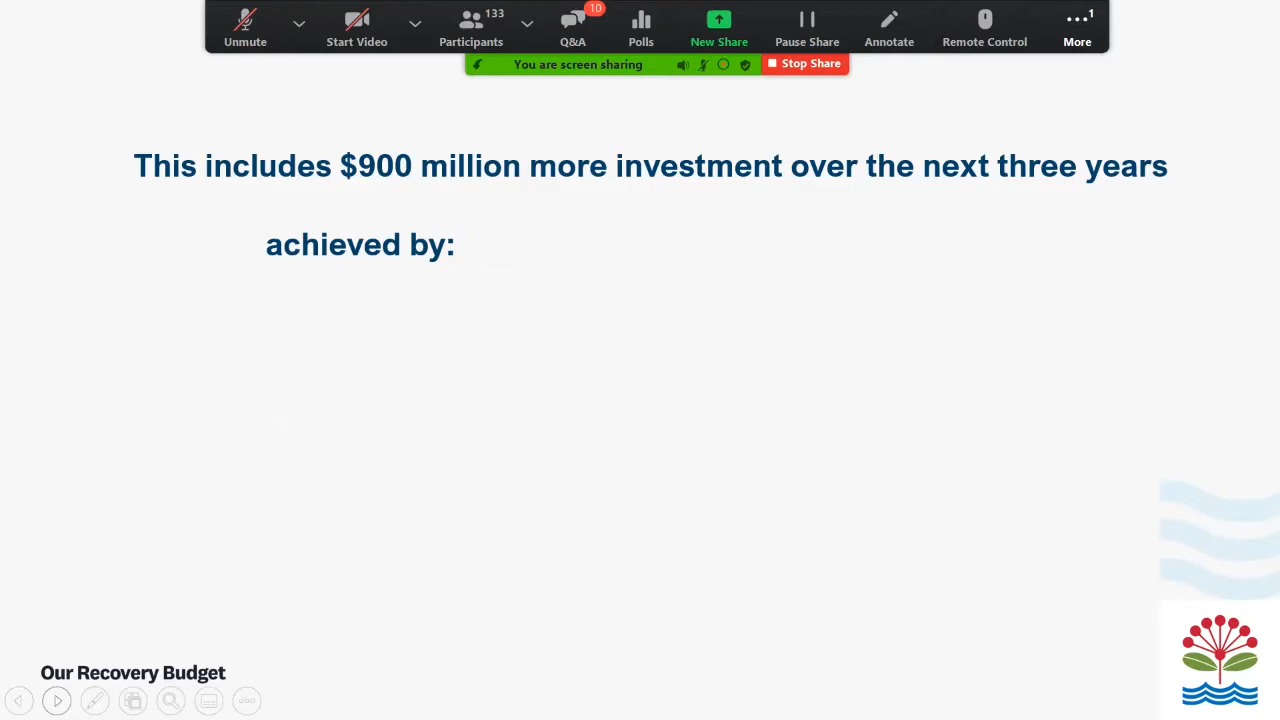 133
10
1
Unmute
Start Video
Participants
Q&A
Polls
New Share
Pause Share
Annotate
Remote Control
More
You are screen sharing
Stop Share
This includes $900 million more investment over the next three years
achieved by:
Our Recovery Budget